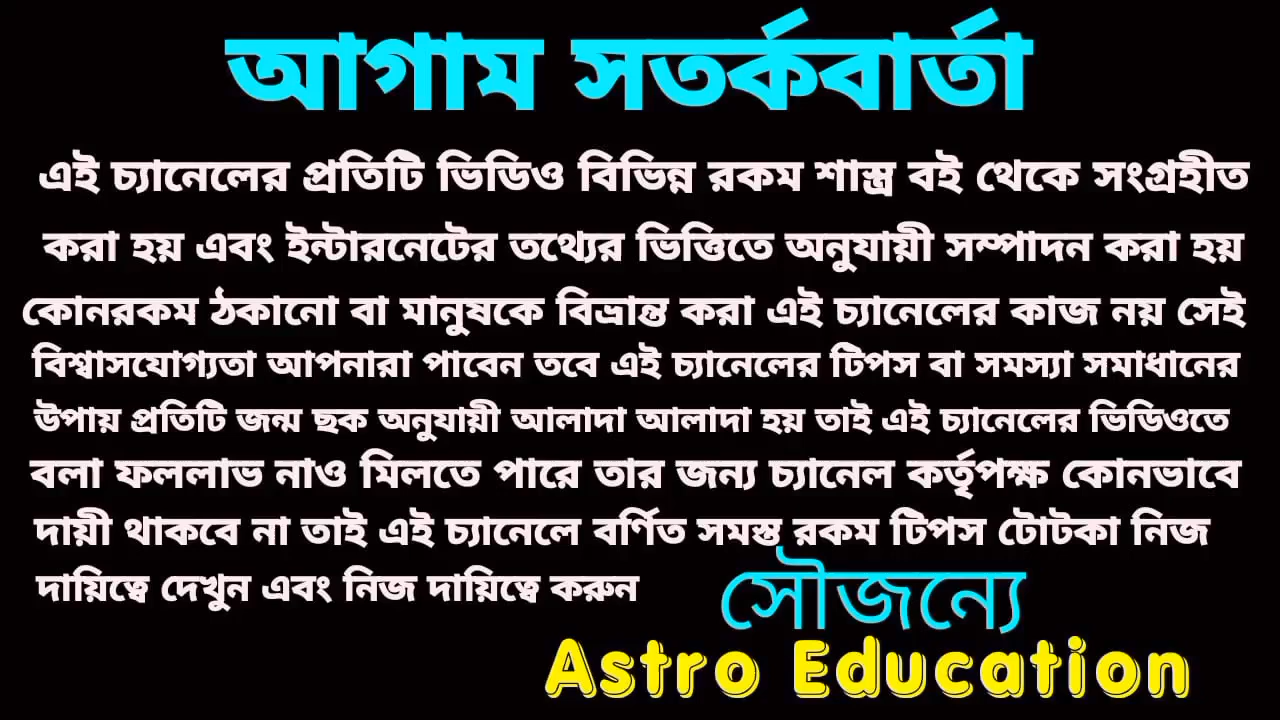 আগাম সতর্কবার্তা
এই চ্যানেলের প্রতিটি ভিডিও বিভিন্ন রকম শাস্ত্র বই থেকে সংগ্রহীত
করা হয় এবং ইন্টারনেটের তথ্যের ভিত্তিতে অনুযায়ী সম্পাদন করা হয়
কোনরকম ঠকানো বা মানুষকে বিভ্রান্ত করা এই চ্যানেলের কাজ নয় সেই
বিশ্বাসযোগ্যতা আপনারা পাবেন তবে এই চ্যানেলের টিপস বা সমস্যা সমাধানের
উপায় প্রতিটি জন্ম ছক অনুযায়ী আলাদা আলাদা হয় তাই এই চ্যানেলের ভিডিওতে
বলা ফললাভ নাও মিলতে পারে তার জন্য চ্যানেল কর্তৃপক্ষ কোনভাবে
দায়ী থাকবে না তাই এই চ্যানেলে বর্ণিত সমস্ত রকম টিপস টোটকা নিজ
দায়িত্বে দেখুন এবং নিজ দায়িত্বে করুন
সৌজন্যে
Astro Education